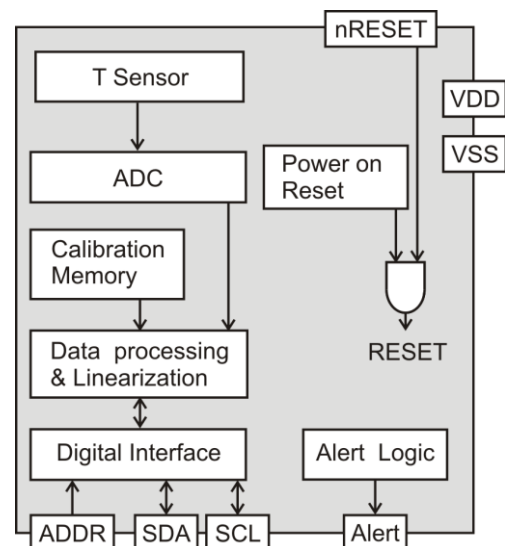 nRESET
T Sensor
VDD
VSS
ADC
Power on
Reset
Calibration
Memory
Data processing
& Linearization
RESET
Digital Interface
Alert Logic
ADDR
SDA
SCL
Alert